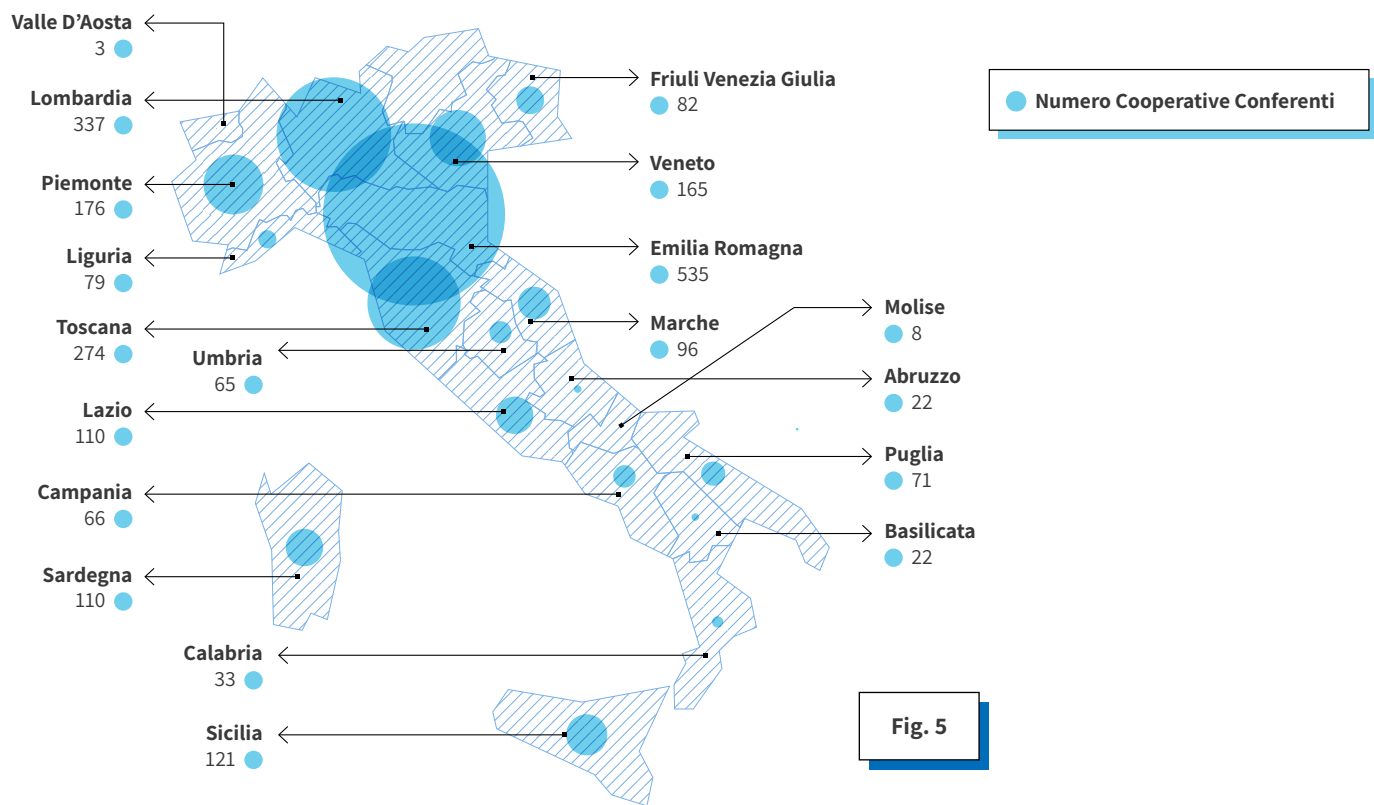 Valle D'Aosta
3
Lombardia
337
Piemonte
176
Liguria
79
Toscana
274
Umbria
65
Lazio
110
Campania
66
Sardegna
110
Calabria
33
Sicilia
121
Friuli Venezia Giulia
82
Veneto
165
Emilia Romagna
535
Marche
96
Molise
8
Abruzzo
22
Puglia
71
Basilicata
22
Numero Cooperative Conferenti
Fig. 5